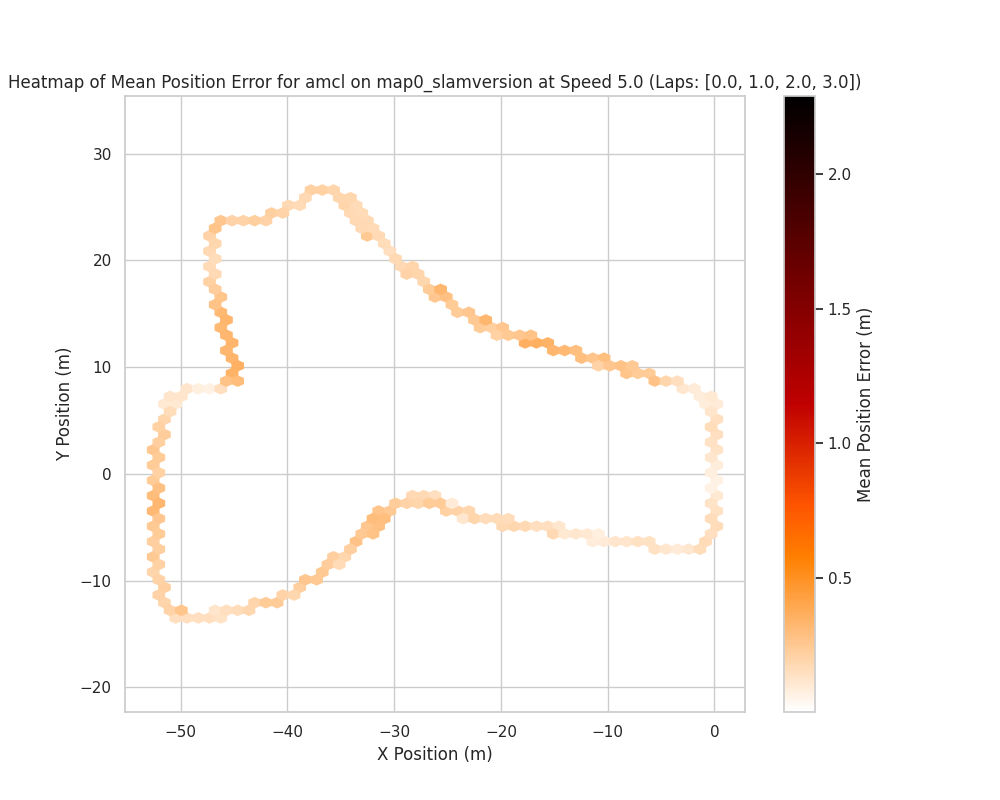 Heatmap of Mean Position Error for amcl on map0_slamversion at Speed 5.0 (Laps: [0.0, 1.0, 2.0, 3.0])
30
20
10
0
−10
−20
Y Position (m)
−50 −40 −30 −20 −10 0
X Position (m)
2.0
1.5
1.0
0.5
Mean Position Error (m)